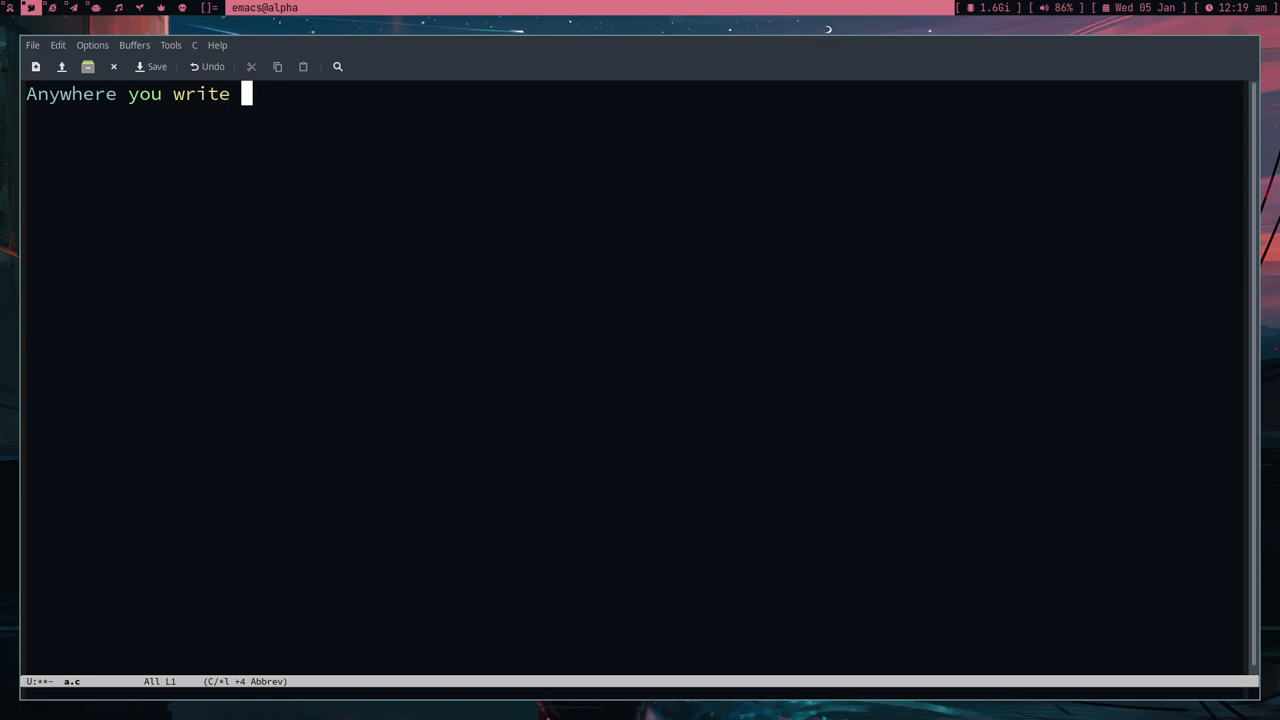 []= emacs@alpha [ 1.6Gi ] [ 86% ] [ Wed 05 Jan ] [ 12:19 am ]
File Edit Options Buffers Tools C Help
Save Undo
Anywhere you write
U:**- a.c All L1 (C/*l +4 Abbrev)